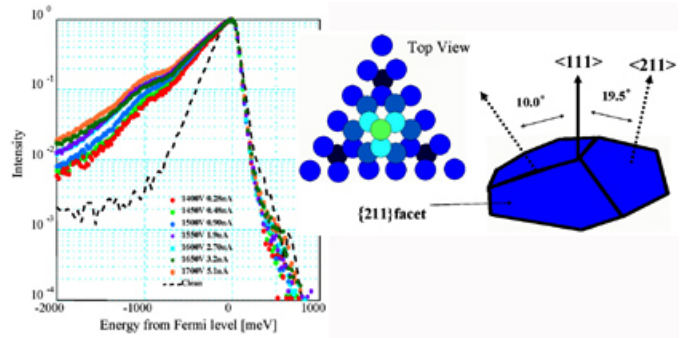 10⁰
10⁻¹
10⁻²
10⁻³
10⁻⁴
Intensity
1400V 0.28nA
1450V 0.48nA
1500V 0.90nA
1550V 1.9nA
1600V 2.70nA
1650V 3.2nA
1700V 5.1nA
Clean
-2000 -1000 0 1000
Energy from Fermi level [meV]
Top View
<111> <211>
10.0° 19.5°
{211}facet